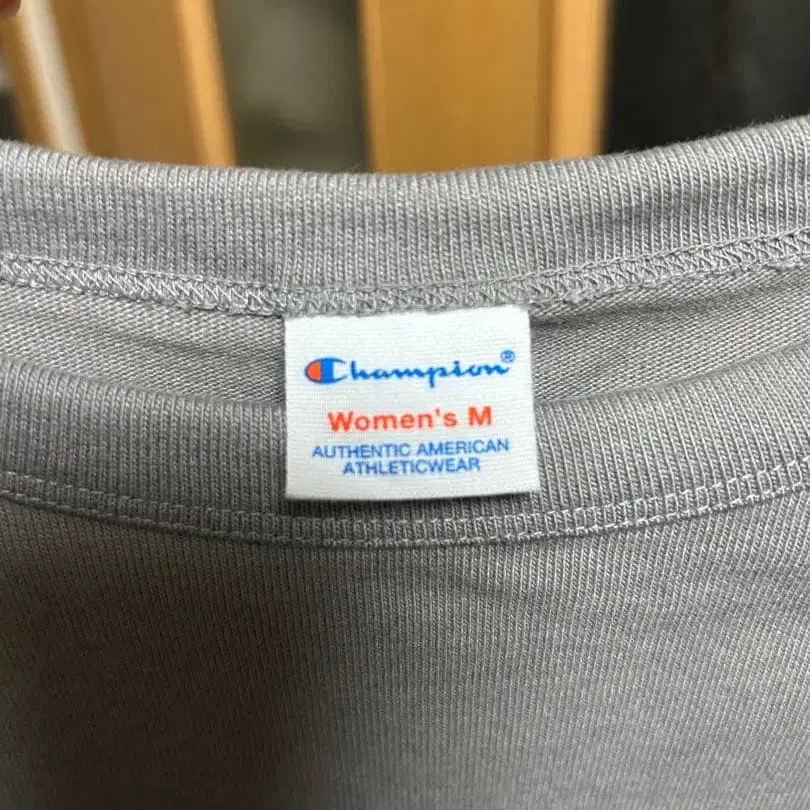 Champion®
Women's M
AUTHENTIC AMERICAN
ATHLETICWEAR